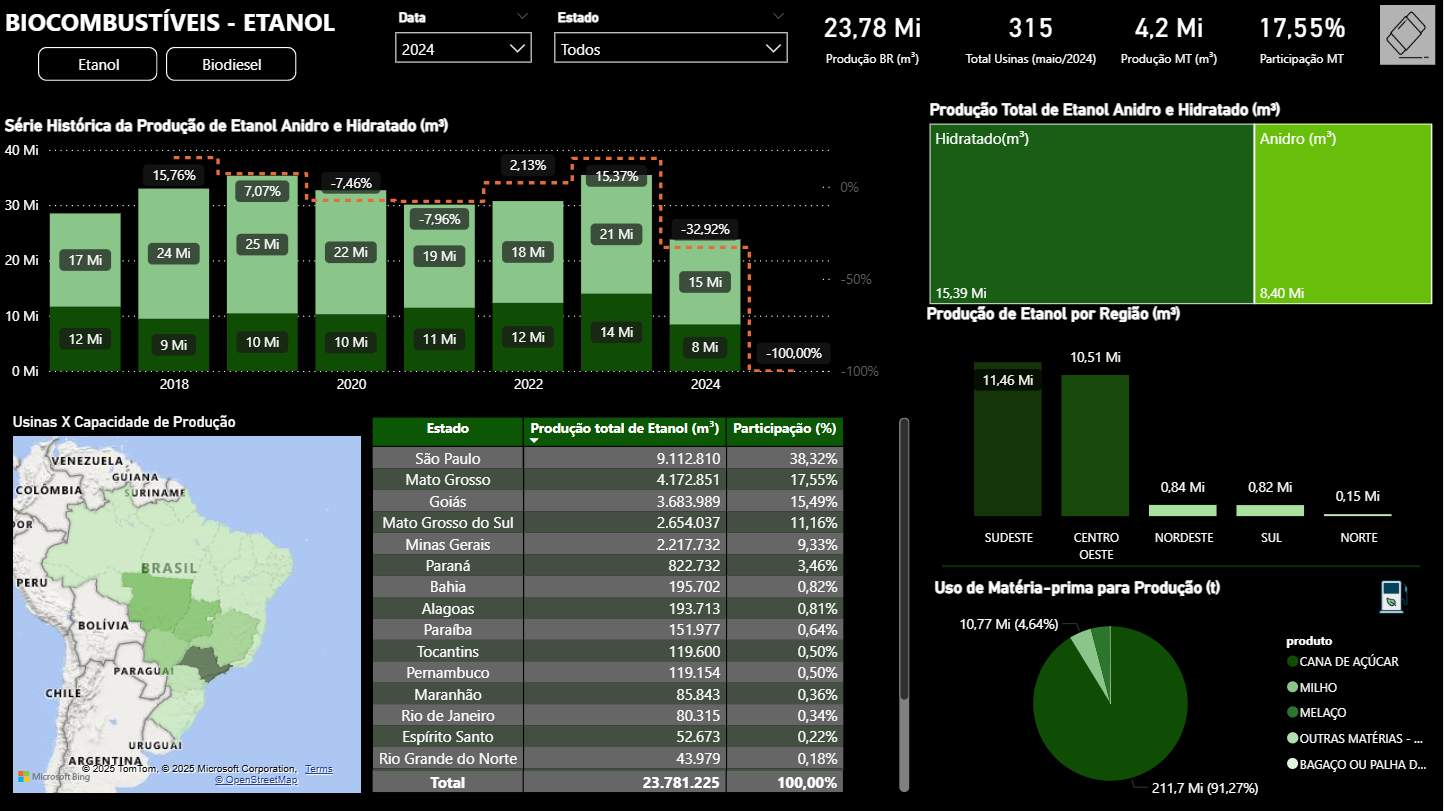 BIOCOMBUSTÍVEIS - ETANOL
Etanol
Biodiesel
Data
2024
Estado
Todos
23,78 Mi
Produção BR (m³)
315
Total Usinas (maio/2024)
4,2 Mi
Produção MT (m³)
17,55%
Participação MT
Série Histórica da Produção de Etanol Anidro e Hidratado (m³)
40 Mi
30 Mi
20 Mi
10 Mi
0 Mi
15,76%
7,07%
-7,46%
-7,96%
2,13%
15,37%
-32,92%
-100,00%
17 Mi
24 Mi
25 Mi
22 Mi
19 Mi
18 Mi
21 Mi
15 Mi
12 Mi
9 Mi
10 Mi
10 Mi
11 Mi
12 Mi
14 Mi
8 Mi
0%
-50%
-100%
2018
2020
2022
2024
Produção Total de Etanol Anidro e Hidratado (m³)
Hidratado(m³)
15,39 Mi
Anidro (m³)
8,40 Mi
Produção de Etanol por Região (m³)
11,46 Mi
10,51 Mi
0,84 Mi
0,82 Mi
0,15 Mi
SUDESTE
CENTRO
OESTE
NORDESTE
SUL
NORTE
Usinas X Capacidade de Produção
VENEZUELA
GUIANA
SURINAME
COLÔMBIA
DOR
BRASIL
PERU
BOLÍVIA
PARAGUAI
CHILE
URUGUAI
ARGENTINA
Microsoft Bing
© 2025 TomTom, © 2025 Microsoft Corporation, Terms
© OpenStreetMap
Estado Produção total de Etanol (m³) Participação (%)
São Paulo 9.112.810 38,32%
Mato Grosso 4.172.851 17,55%
Goiás 3.683.989 15,49%
Mato Grosso do Sul 2.654.037 11,16%
Minas Gerais 2.217.732 9,33%
Paraná 822.732 3,46%
Bahia 195.702 0,82%
Alagoas 193.713 0,81%
Paraíba 151.977 0,64%
Tocantins 119.600 0,50%
Pernambuco 119.154 0,50%
Maranhão 85.843 0,36%
Rio de Janeiro 80.315 0,34%
Espírito Santo 52.673 0,22%
Rio Grande do Norte 43.979 0,18%
Total 23.781.225 100,00%
Uso de Matéria-prima para Produção (t)
10,77 Mi (4,64%)
211,7 Mi (91,27%)
produto
CANA DE AÇÚCAR
MILHO
MELAÇO
OUTRAS MATÉRIAS - ...
BAGAÇO OU PALHA D...